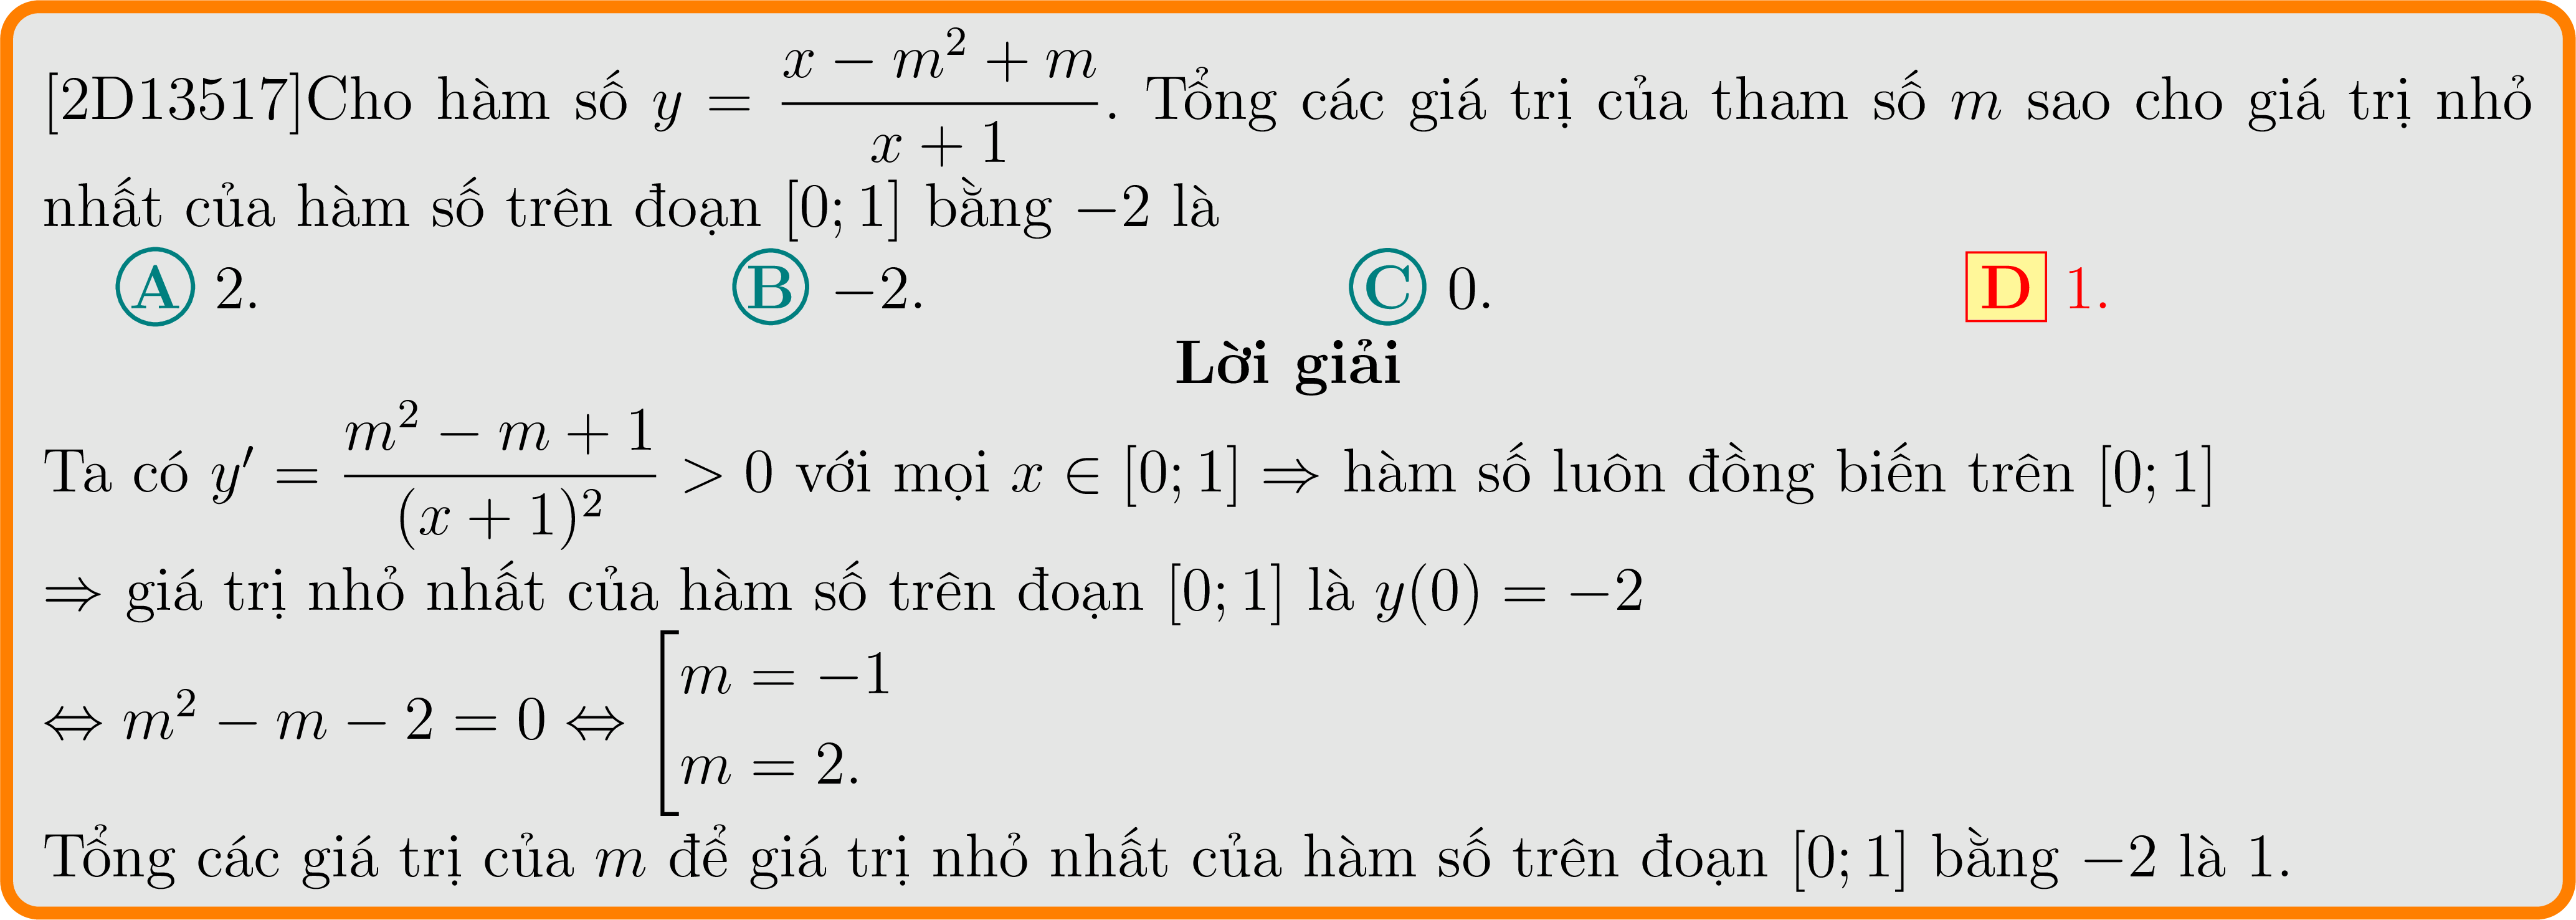 [2D13517]Cho hàm số $y = \dfrac{x - m^2 + m}{x + 1}$. Tổng các giá trị của tham số $m$ sao cho giá trị nhỏ
nhất của hàm số trên đoạn $[0; 1]$ bằng $-2$ là
A 2. B −2. C 0. D 1.
Lời giải
Ta có $y' = \dfrac{m^2 - m + 1}{(x + 1)^2} > 0$ với mọi $x \in [0; 1] \Rightarrow$ hàm số luôn đồng biến trên $[0; 1]$
$\Rightarrow$ giá trị nhỏ nhất của hàm số trên đoạn $[0; 1]$ là $y(0) = -2$
$\Leftrightarrow m^2 - m - 2 = 0 \Leftrightarrow \left[\begin{array}{l} m = -1 \\ m = 2. \end{array}\right.$
Tổng các giá trị của $m$ để giá trị nhỏ nhất của hàm số trên đoạn $[0; 1]$ bằng $-2$ là 1.